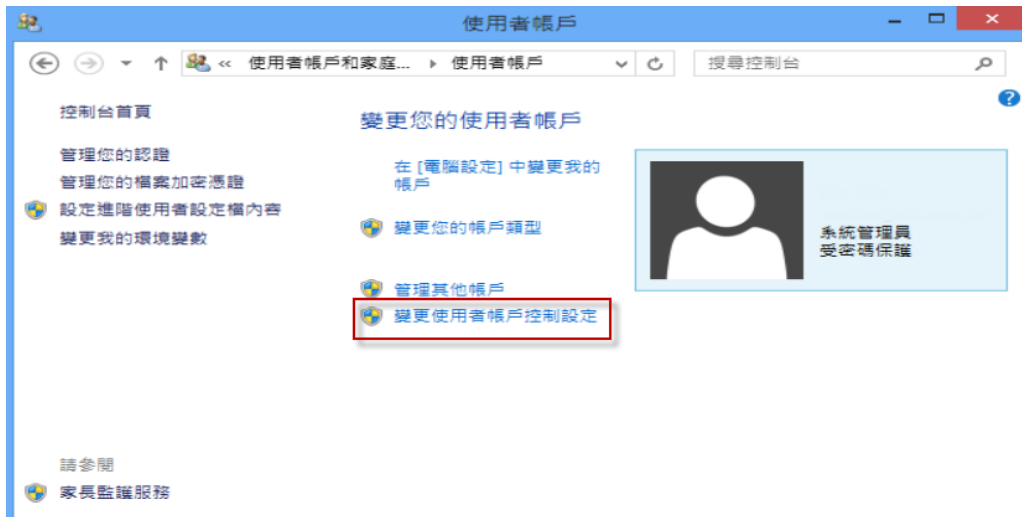 使用者帳戶
« 使用者帳戶和家庭... ▸ 使用者帳戶
搜尋控制台
控制台首頁
管理您的認證
管理您的檔案加密憑證
設定進階使用者設定檔內容
變更我的環境變數
變更您的使用者帳戶
在 [電腦設定] 中變更我的
帳戶
變更您的帳戶類型
管理其他帳戶
變更使用者帳戶控制設定
系統管理員
受密碼保護
請參閱
家長監護服務